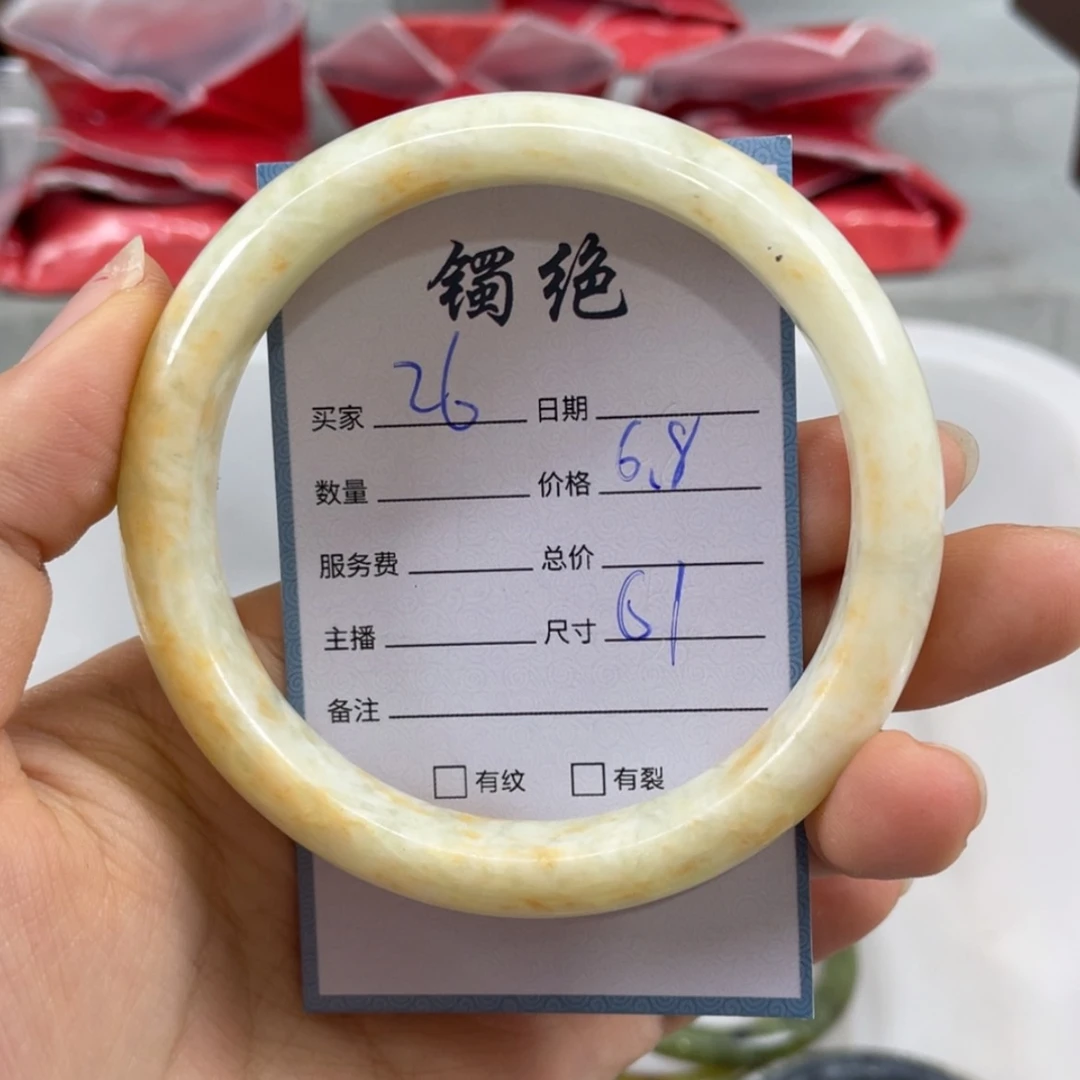 镯绝
买家 26 日期
数量 价格 6.8
服务费 总价
主播 尺寸 61
备注
□有纹 □有裂